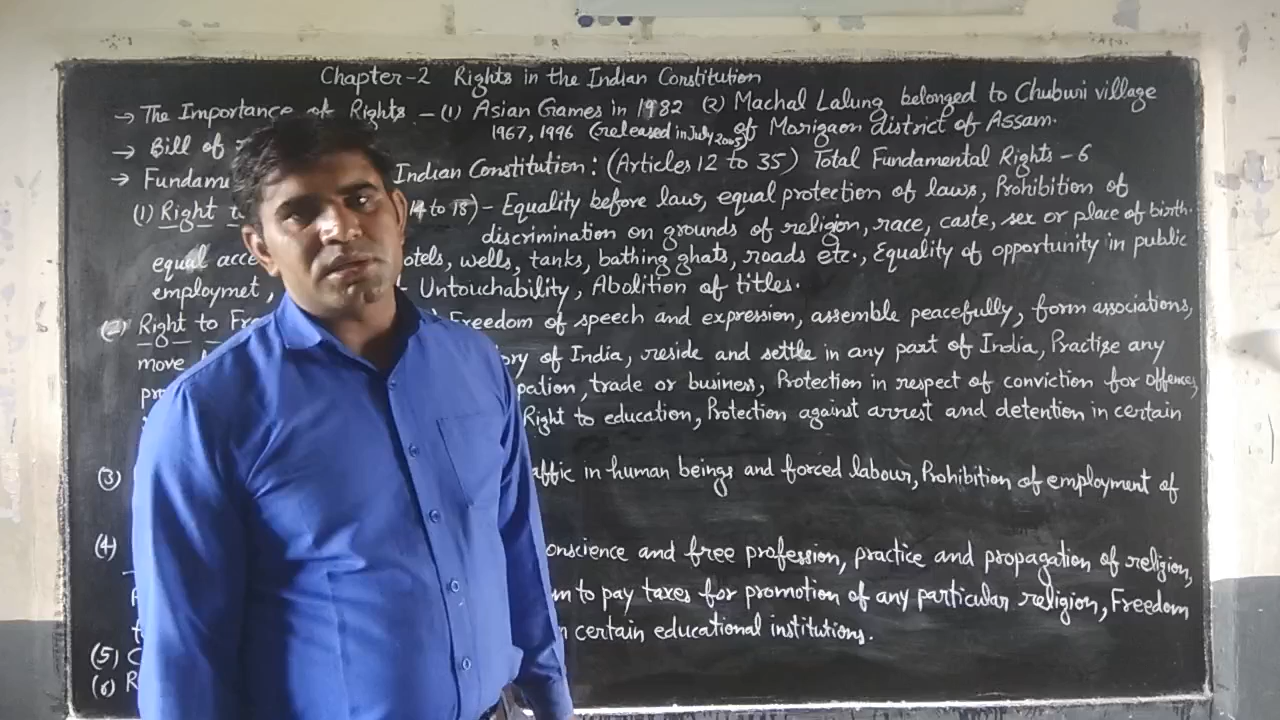 Chapter-2 Rights in the Indian Constitution
→ The Importance of Rights – (1) Asian Games in 1982 (2) Machal Lalung belonged to Chuburi village
1967, 1996 (released in July 2005) of Morigaon district of Assam.
→ Bill of
→ Fundame Indian Constitution: (Articles 12 to 35) Total Fundamental Rights – 6
(1) Right t 14 to 18) – Equality before law, equal protection of laws, Prohibition of
discrimination on grounds of religion, race, caste, sex or place of birth.
equal acce otels, wells, tanks, bathing ghats, roads etc., Equality of opportunity in public
employmet, - Untouchability, Abolition of titles.
(2) Right to Fre ) Freedom of speech and expression, assemble peacefully, form associations,
move ory of India, reside and settle in any part of India, Practise any
pr pation, trade or business, Protection in respect of conviction for offences,
Right to education, Protection against arrest and detention in certain
(3) affic in human beings and forced labour, Prohibition of employment of
(4) onscience and free profession, practice and propagation of religion,
m to pay taxes for promotion of any particular religion, Freedom
t n certain educational institutions.
(5) C
(6) R